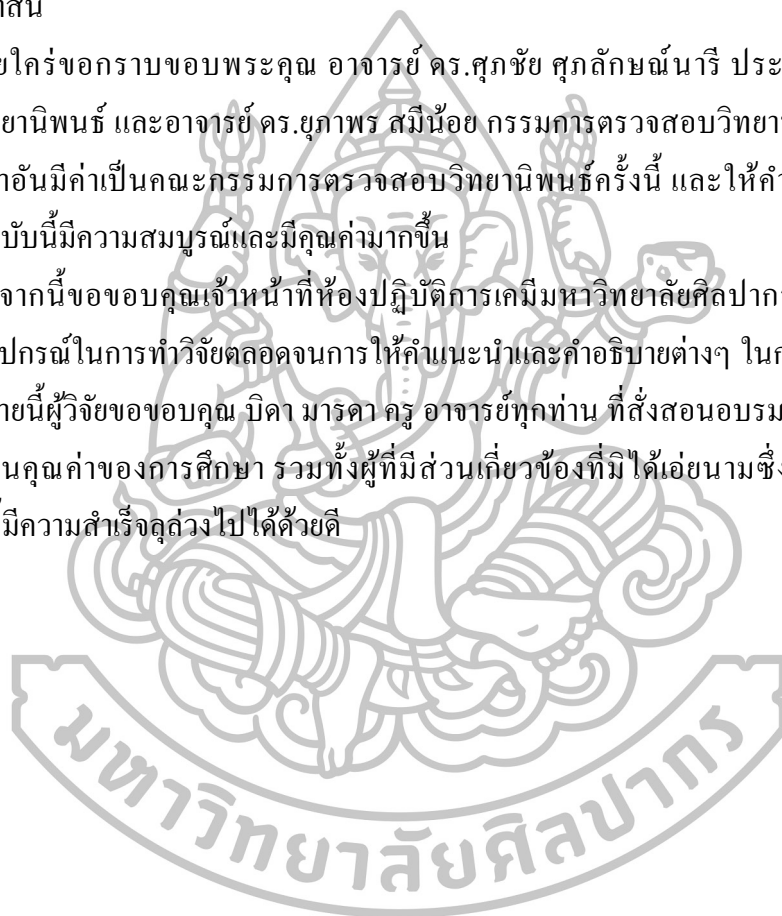 ยใคร่ขอกราบขอบพระคุณ อาจารย์ ดร.ศุภชัย ศุภลักษณ์นารี ประ
ยานิพนธ์ และอาจารย์ ดร.ยุภาพร สมีน้อย กรรมการตรวจสอบวิทยา
าอันมีค่าเป็นคณะกรรมการตรวจสอบวิทยานิพนธ์ครั้งนี้ และให้คำ
บับนี้มีความสมบูรณ์และมีคุณค่ามากขึ้น
จากนี้ขอขอบคุณเจ้าหน้าที่ห้องปฏิบัติการเคมีมหาวิทยาลัยศิลปาก
ปกรณ์ในการทำวิจัยตลอดจนการให้คำแนะนำและคำอธิบายต่างๆ ในก
ายนี้ผู้วิจัยขอขอบคุณ บิดา มารดา ครู อาจารย์ทุกท่าน ที่สั่งสอนอบรม
นคุณค่าของการศึกษา รวมทั้งผู้ที่มีส่วนเกี่ยวข้องที่มิได้เอ่ยนามซึ่ง
มีความสำเร็จลุล่วงไปได้ด้วยดี
มหาวิทยาลัยศิลปากร